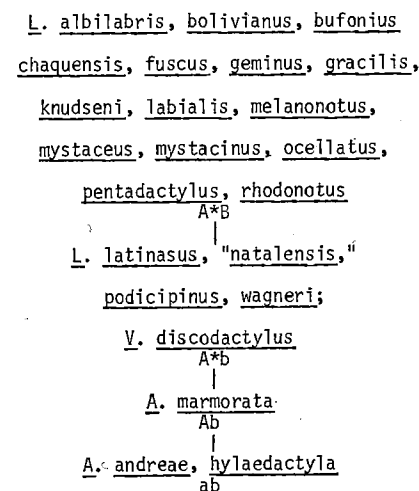 L. albilabris, bolivianus, bufonius
chaquensis, fuscus, geminus, gracilis,
knudseni, labialis, melanonotus,
mystaceus, mystacinus, ocellatus,
pentadactylus, rhodonotus
A*B
L. latinasus, "natalensis,"
podicipinus, wagneri;
V. discodactylus
A*b
A. marmorata
Ab
A. andreae, hylaedactyla
ab